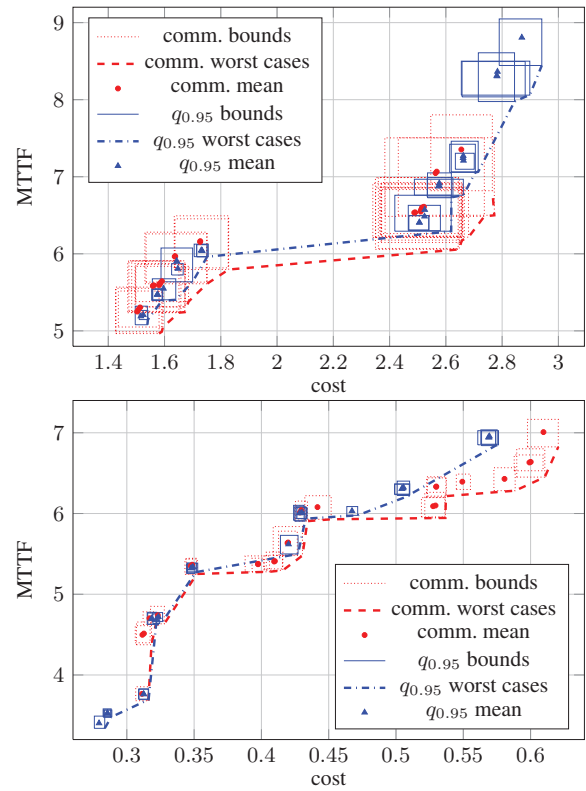 9
8
7
6
5
MTTF
comm. bounds
comm. worst cases
comm. mean
q0.95 bounds
q0.95 worst cases
q0.95 mean
1.4 1.6 1.8 2 2.2 2.4 2.6 2.8 3
cost
7
6
5
4
MTTF
comm. bounds
comm. worst cases
comm. mean
q0.95 bounds
q0.95 worst cases
q0.95 mean
0.3 0.35 0.4 0.45 0.5 0.55 0.6
cost